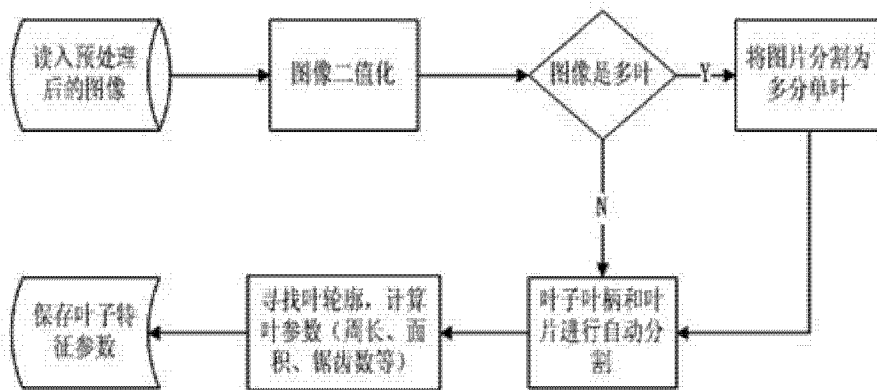 读入预处理
后的图像
图像二值化
图像是多叶
Y
将图片分割为
多分单叶
N
保存叶子特
征参数
寻找叶轮廓，计算
叶参数（周长、面
积、锯齿数等）
叶子叶柄和叶
片进行自动分
割